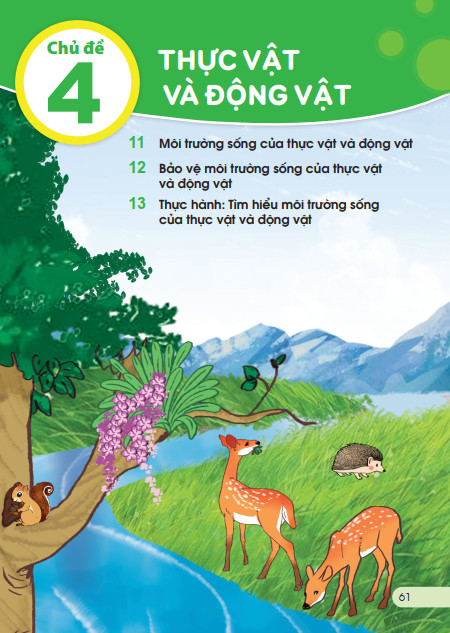 Chủ đề
4
THỰC VẬT
VÀ ĐỘNG VẬT
11 Môi trường sống của thực vật và động vật
12 Bảo vệ môi trường sống của thực vật
và động vật
13 Thực hành: Tìm hiểu môi trường sống
của thực vật và động vật
61